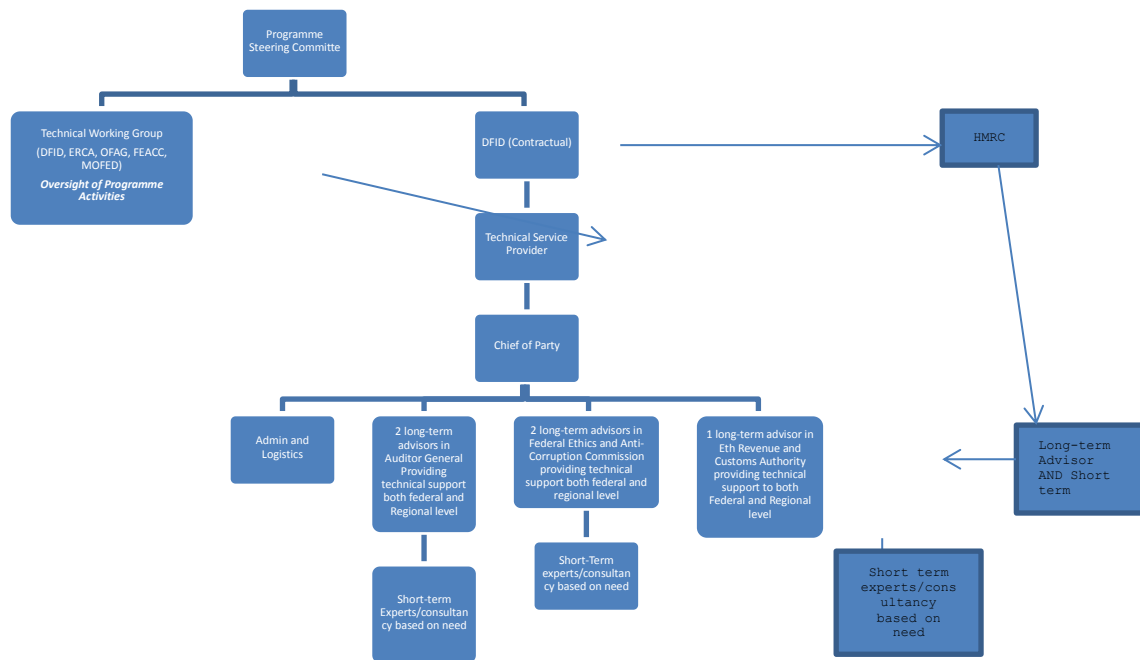 Programme
Steering Committe
Technical Working Group
(DFID, ERCA, OFAG, FEACC,
MOFED)
Oversight of Programme
Activities
DFID (Contractual)
HMRC
Technical Service
Provider
Chief of Party
Admin and
Logistics
2 long-term
advisors in
Auditor General
Providing
technical support
both federal and
Regional level
2 long-term advisors in
Federal Ethics and Anti-
Corruption Commission
providing technical
support both federal and
regional level
1 long-term advisor in
Eth Revenue and
Customs Authority
providing technical
support to both
Federal and Regional
level
Long-term
Advisor
AND Short
term
Short-term
Experts/consultan
cy based on need
Short-Term
experts/consultan
cy based on need
Short term
experts/cons
ultancy
based on
need